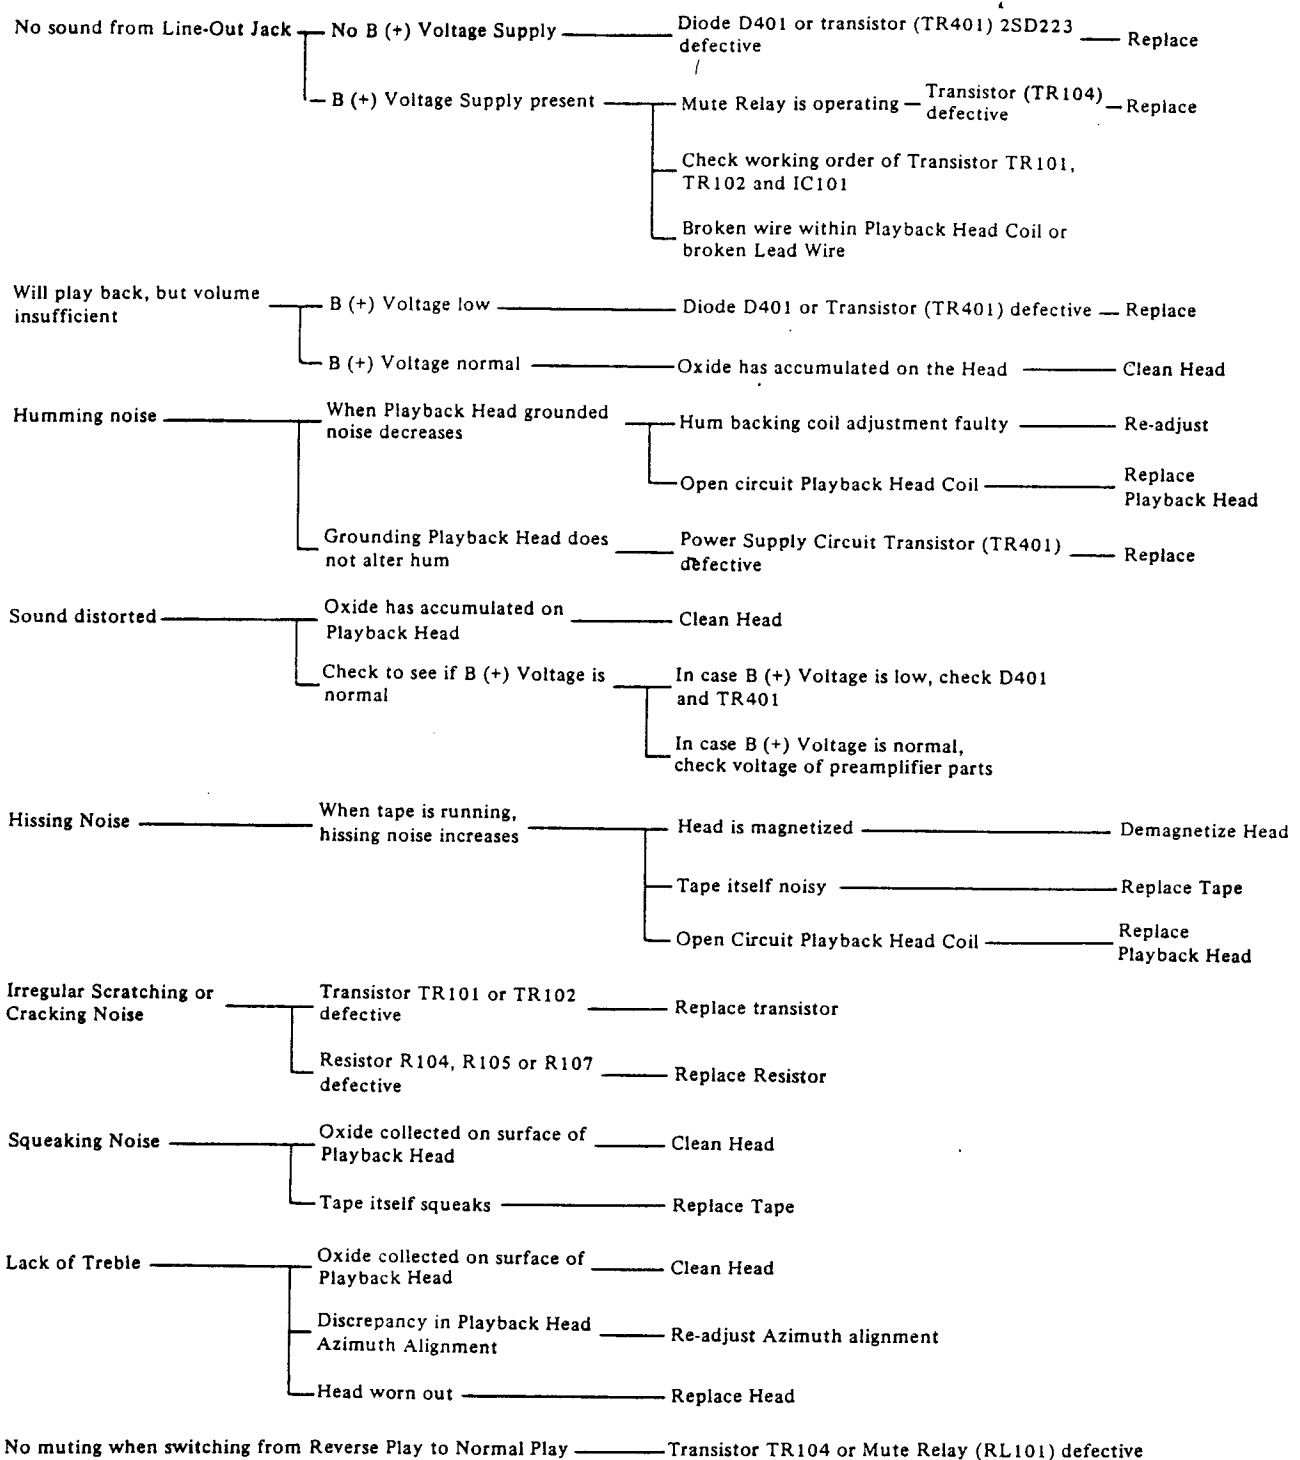 No sound from Line-Out Jack
No B (+) Voltage Supply
Diode D401 or transistor (TR401) 2SD223
defective
Replace
B (+) Voltage Supply present
Mute Relay is operating
Transistor (TR104)
defective
Replace
Check working order of Transistor TR101,
TR102 and IC101
Broken wire within Playback Head Coil or
broken Lead Wire
Will play back, but volume
insufficient
B (+) Voltage low
Diode D401 or Transistor (TR401) defective
Replace
B (+) Voltage normal
Oxide has accumulated on the Head
Clean Head
Humming noise
When Playback Head grounded
noise decreases
Hum backing coil adjustment faulty
Re-adjust
Open circuit Playback Head Coil
Replace
Playback Head
Grounding Playback Head does
not alter hum
Power Supply Circuit Transistor (TR401)
defective
Replace
Sound distorted
Oxide has accumulated on
Playback Head
Clean Head
Check to see if B (+) Voltage is
normal
In case B (+) Voltage is low, check D401
and TR401
In case B (+) Voltage is normal,
check voltage of preamplifier parts
Hissing Noise
When tape is running,
hissing noise increases
Head is magnetized
Demagnetize Head
Tape itself noisy
Replace Tape
Open Circuit Playback Head Coil
Replace
Playback Head
Irregular Scratching or
Cracking Noise
Transistor TR101 or TR102
defective
Replace transistor
Resistor R104, R105 or R107
defective
Replace Resistor
Squeaking Noise
Oxide collected on surface of
Playback Head
Clean Head
Tape itself squeaks
Replace Tape
Lack of Treble
Oxide collected on surface of
Playback Head
Clean Head
Discrepancy in Playback Head
Azimuth Alignment
Re-adjust Azimuth alignment
Head worn out
Replace Head
No muting when switching from Reverse Play to Normal Play
Transistor TR104 or Mute Relay (RL101) defective